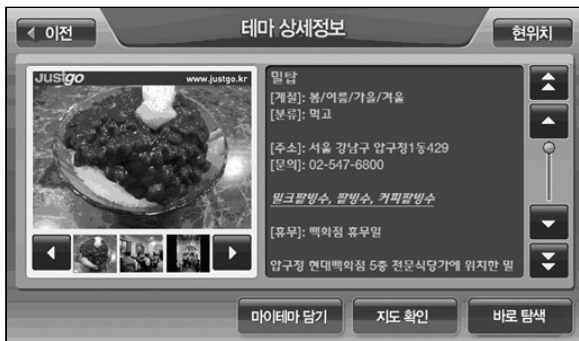 이전
테마 상세정보
현위치
Justgo
www.justgo.kr
밀탑
[계절]: 봄/여름/가을/겨울
[분류]: 먹고
[주소]: 서울 강남구 압구정1동429
[문의]: 02-547-6800
밀크팥빙수, 팥빙수, 커피팥빙수
[휴무]: 백화점 휴무일
압구정 현대백화점 5층 전문식당가에 위치한 밀
마이테마 담기
지도 확인
바로 탐색